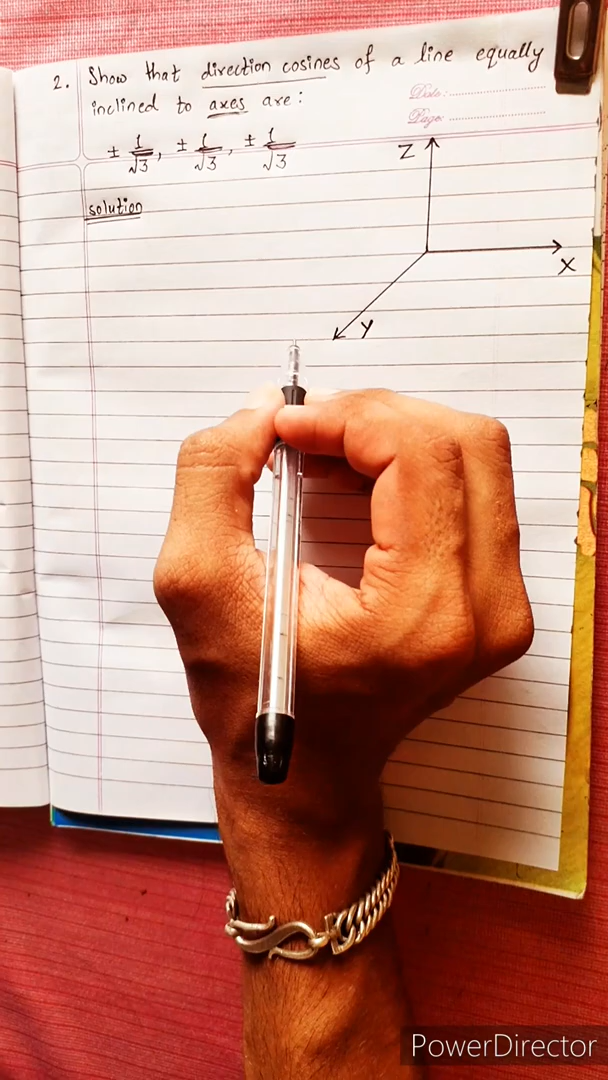 2. Show that direction cosines of a line equally
inclined to axes are:
Date:
Page:
± 1/√3, ± 1/√3, ± 1/√3
solution
Z
X
Y
PowerDirector